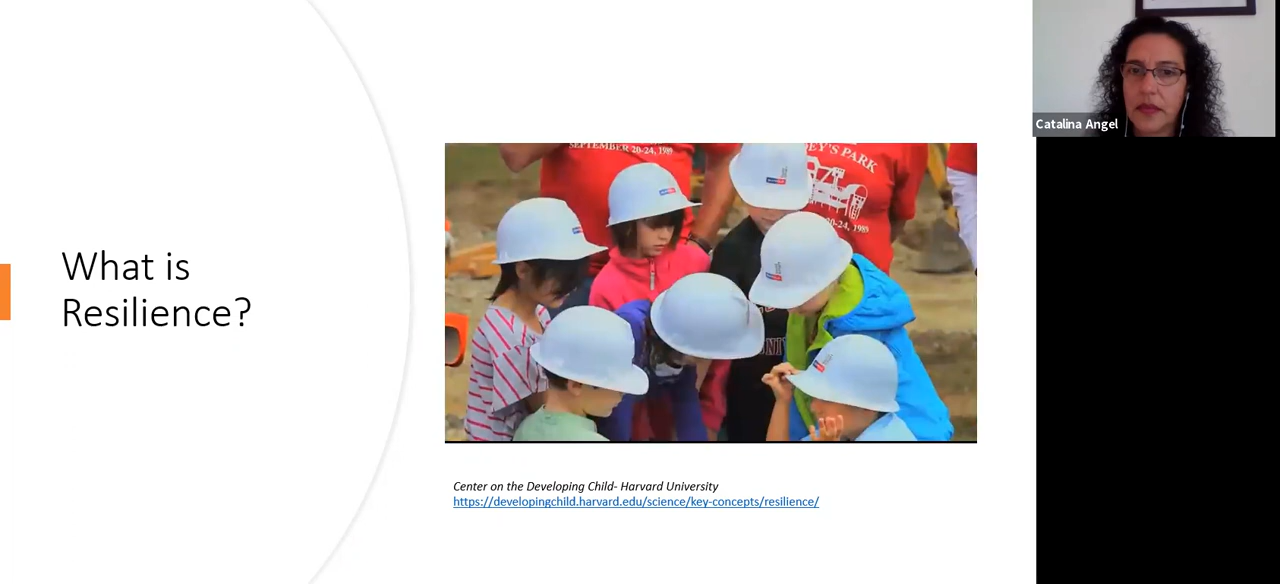 What is
Resilience?
SEPTEMBER 20-24, 1989
EY'S PARK
20-24, 1989
Center on the Developing Child- Harvard University
https://developingchild.harvard.edu/science/key-concepts/resilience/
Catalina Angel